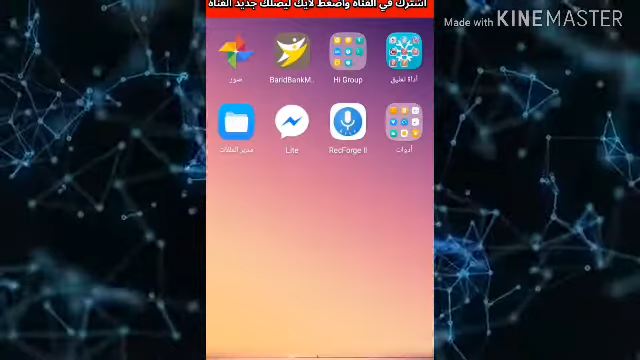 اشترك في القناة واضغط لايك ليصلك جديد القناة
Made with KINEMASTER
صور
BaridBankM..
Hi Group
أداة تعليق
مدير الملفات
Lite
RecForge II
أدوات